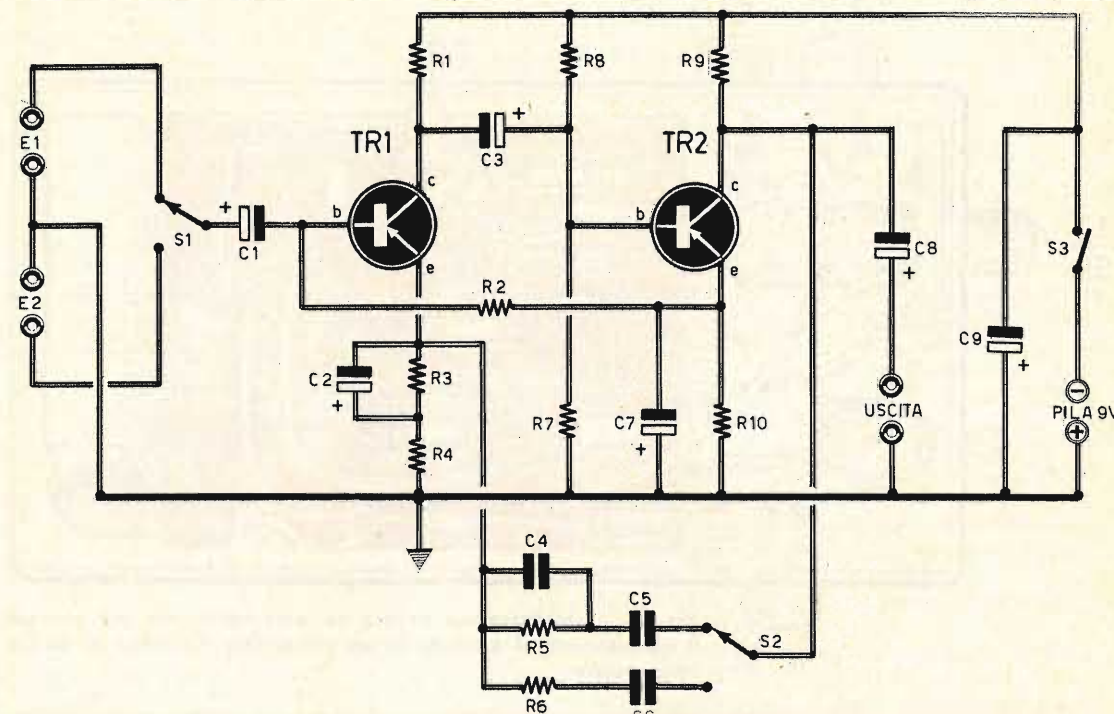 R1
R8
R9
E1
TR1
+
C3
TR2
c
c
b
b
+
C1
S1
e
e
C8
+
S3
E2
R2
C9
+
C2
+
R3
R7
C7
+
R10
USCITA
−
PILA 9V
+
R4
C4
C5
R5
S2
R6